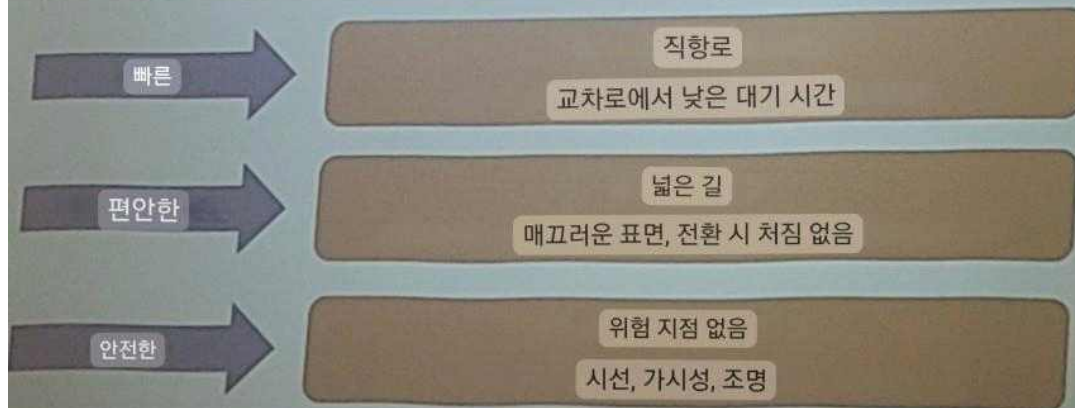 빠른
직항로
교차로에서 낮은 대기 시간
편안한
넓은 길
매끄러운 표면, 전환 시 처짐 없음
안전한
위험 지점 없음
시선, 가시성, 조명